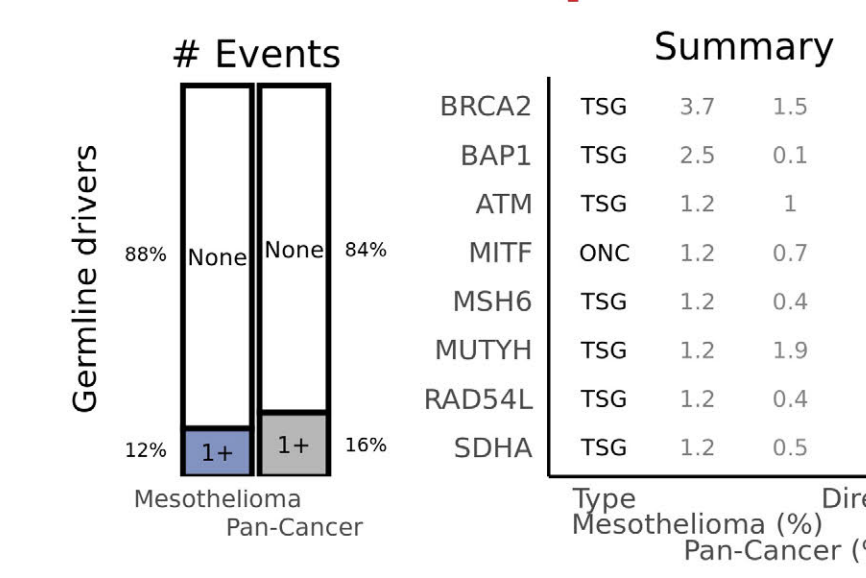 # Events
Summary
Germline drivers
88%
None
None
84%
12%
1+
1+
16%
Mesothelioma
Pan-Cancer
BRCA2 TSG 3.7 1.5
BAP1 TSG 2.5 0.1
ATM TSG 1.2 1
MITF ONC 1.2 0.7
MSH6 TSG 1.2 0.4
MUTYH TSG 1.2 1.9
RAD54L TSG 1.2 0.4
SDHA TSG 1.2 0.5
Type
Dire
Mesothelioma (%)
Pan-Cancer (